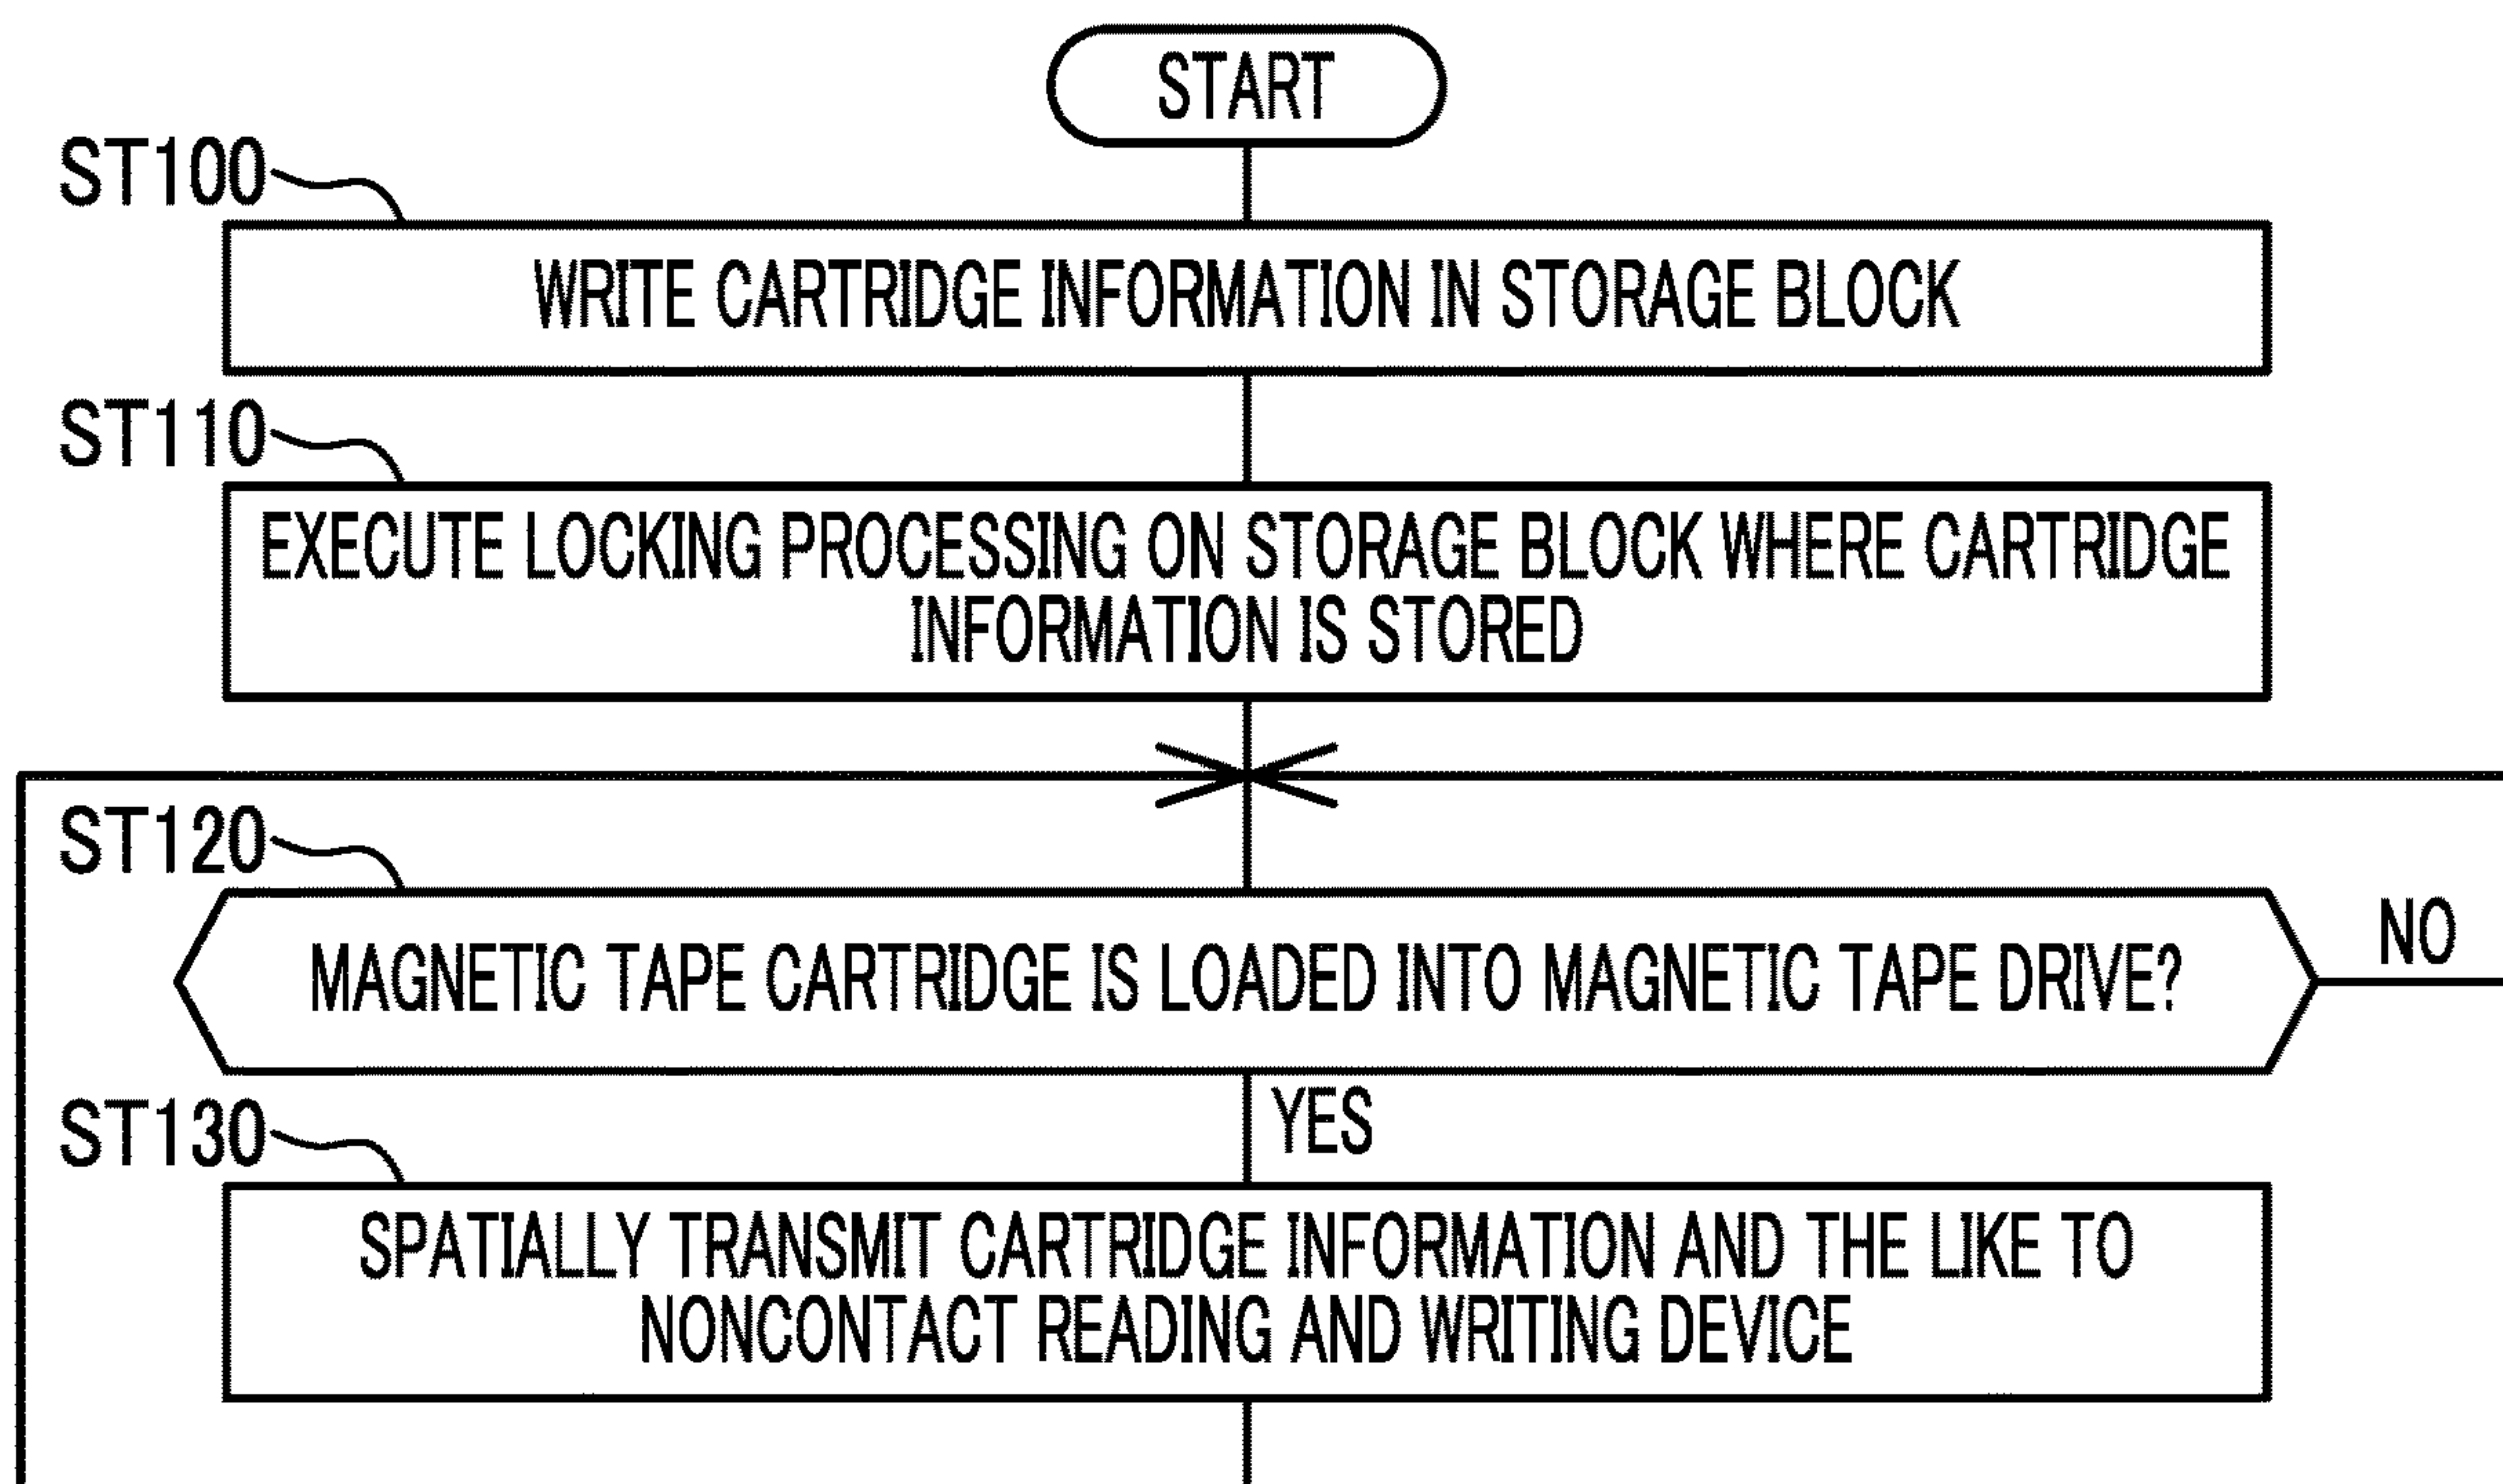 START
ST100
WRITE CARTRIDGE INFORMATION IN STORAGE BLOCK
ST110
EXECUTE LOCKING PROCESSING ON STORAGE BLOCK WHERE CARTRIDGE
INFORMATION IS STORED
ST120
MAGNETIC TAPE CARTRIDGE IS LOADED INTO MAGNETIC TAPE DRIVE?
NO
YES
ST130
SPATIALLY TRANSMIT CARTRIDGE INFORMATION AND THE LIKE TO
NONCONTACT READING AND WRITING DEVICE